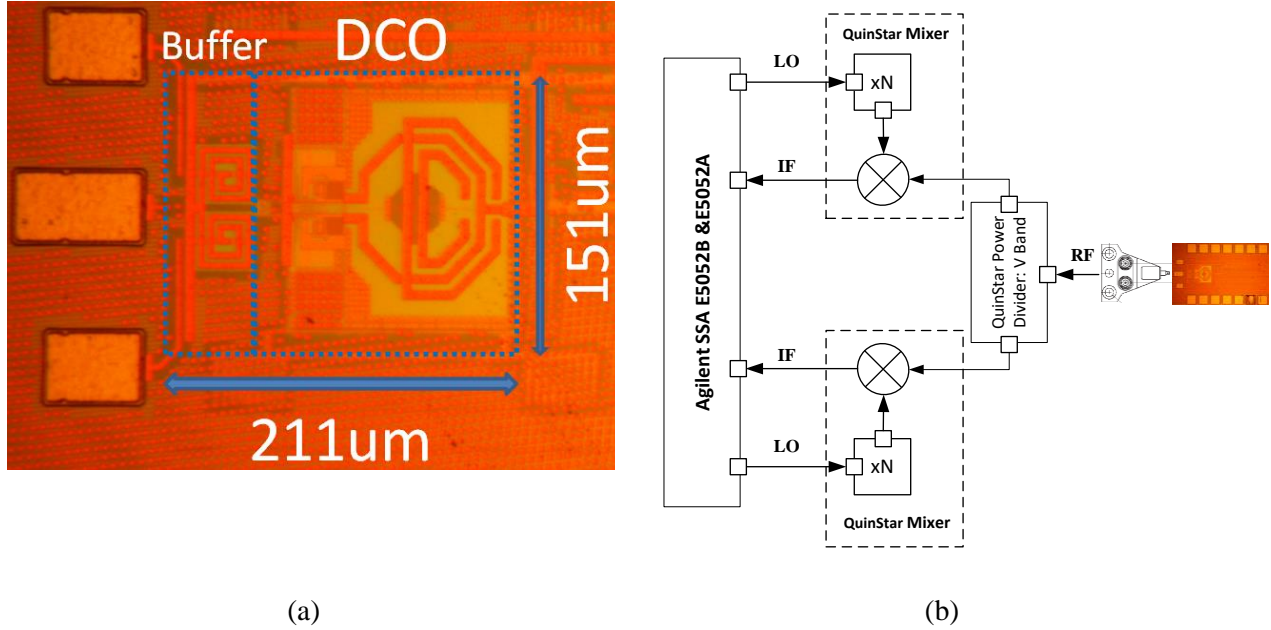 Buffer
DCO
151um
211um
(a)
QuinStar Mixer
LO
xN
IF
Agilent SSA E5052B &E5052A
QuinStar Power
Divider: V Band
RF
IF
LO
xN
QuinStar Mixer
(b)